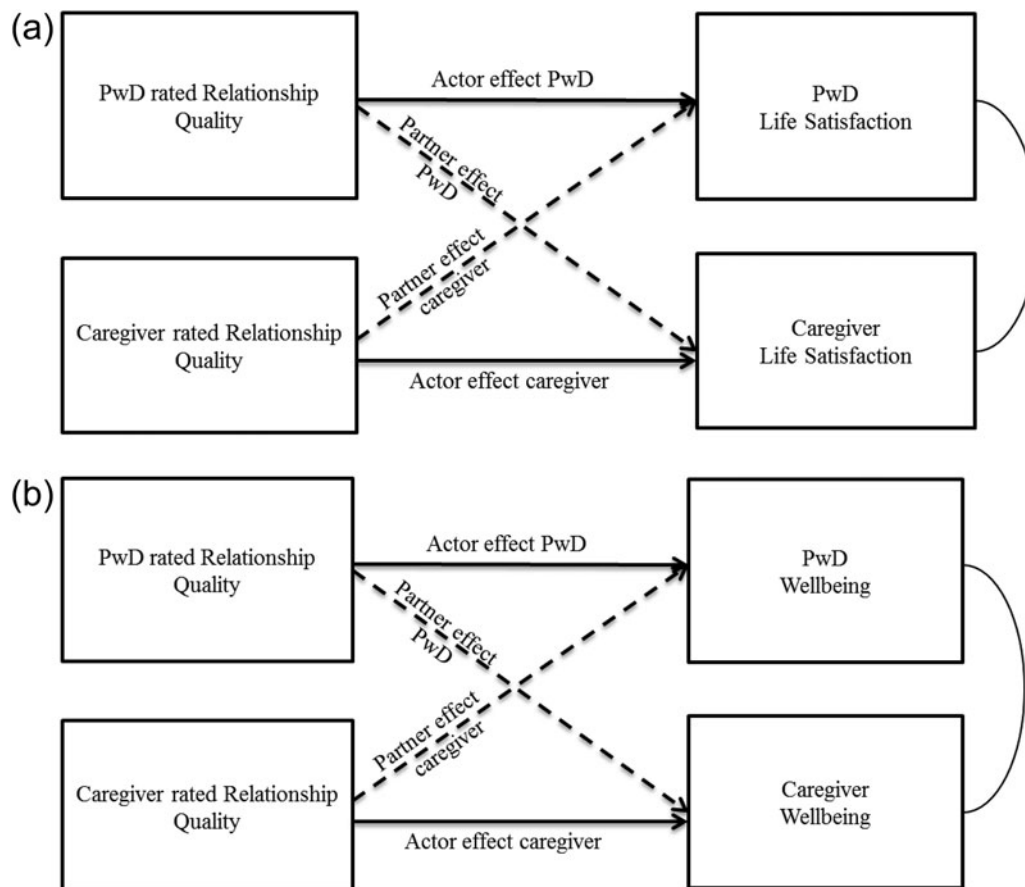 (a)
PwD rated Relationship
Quality
Actor effect PwD
PwD
Life Satisfaction
Partner effect
PwD
Partner effect
caregiver
Caregiver rated Relationship
Quality
Actor effect caregiver
Caregiver
Life Satisfaction
(b)
PwD rated Relationship
Quality
Actor effect PwD
PwD
Wellbeing
Partner effect
PwD
Partner effect
caregiver
Caregiver rated Relationship
Quality
Actor effect caregiver
Caregiver
Wellbeing